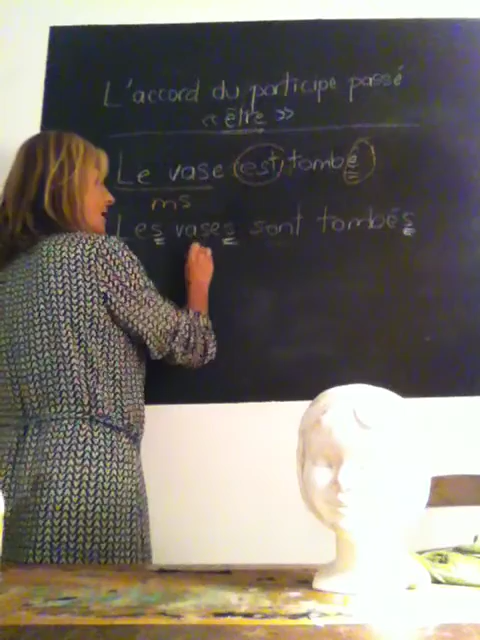 L'accord du participe passé
« être »
Le vase est tombé
ms
Les vases sont tombés